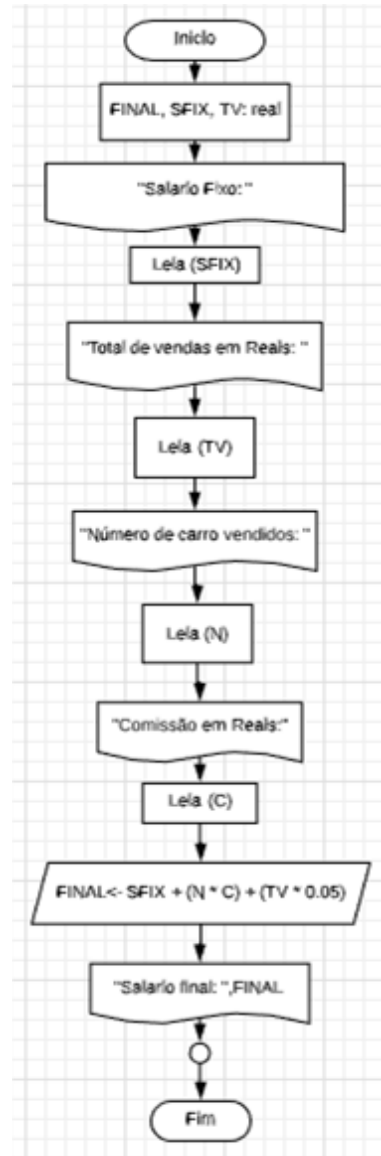 Inicio
FINAL, SFIX, TV: real
"Salario Fixo:"
Leia (SFIX)
"Total de vendas em Reais: "
Leia (TV)
"Número de carro vendidos: "
Leia (N)
"Comissão em Reais:"
Leia (C)
FINAL<- SFIX + (N * C) + (TV * 0.05)
"Salario final: ",FINAL
Fim